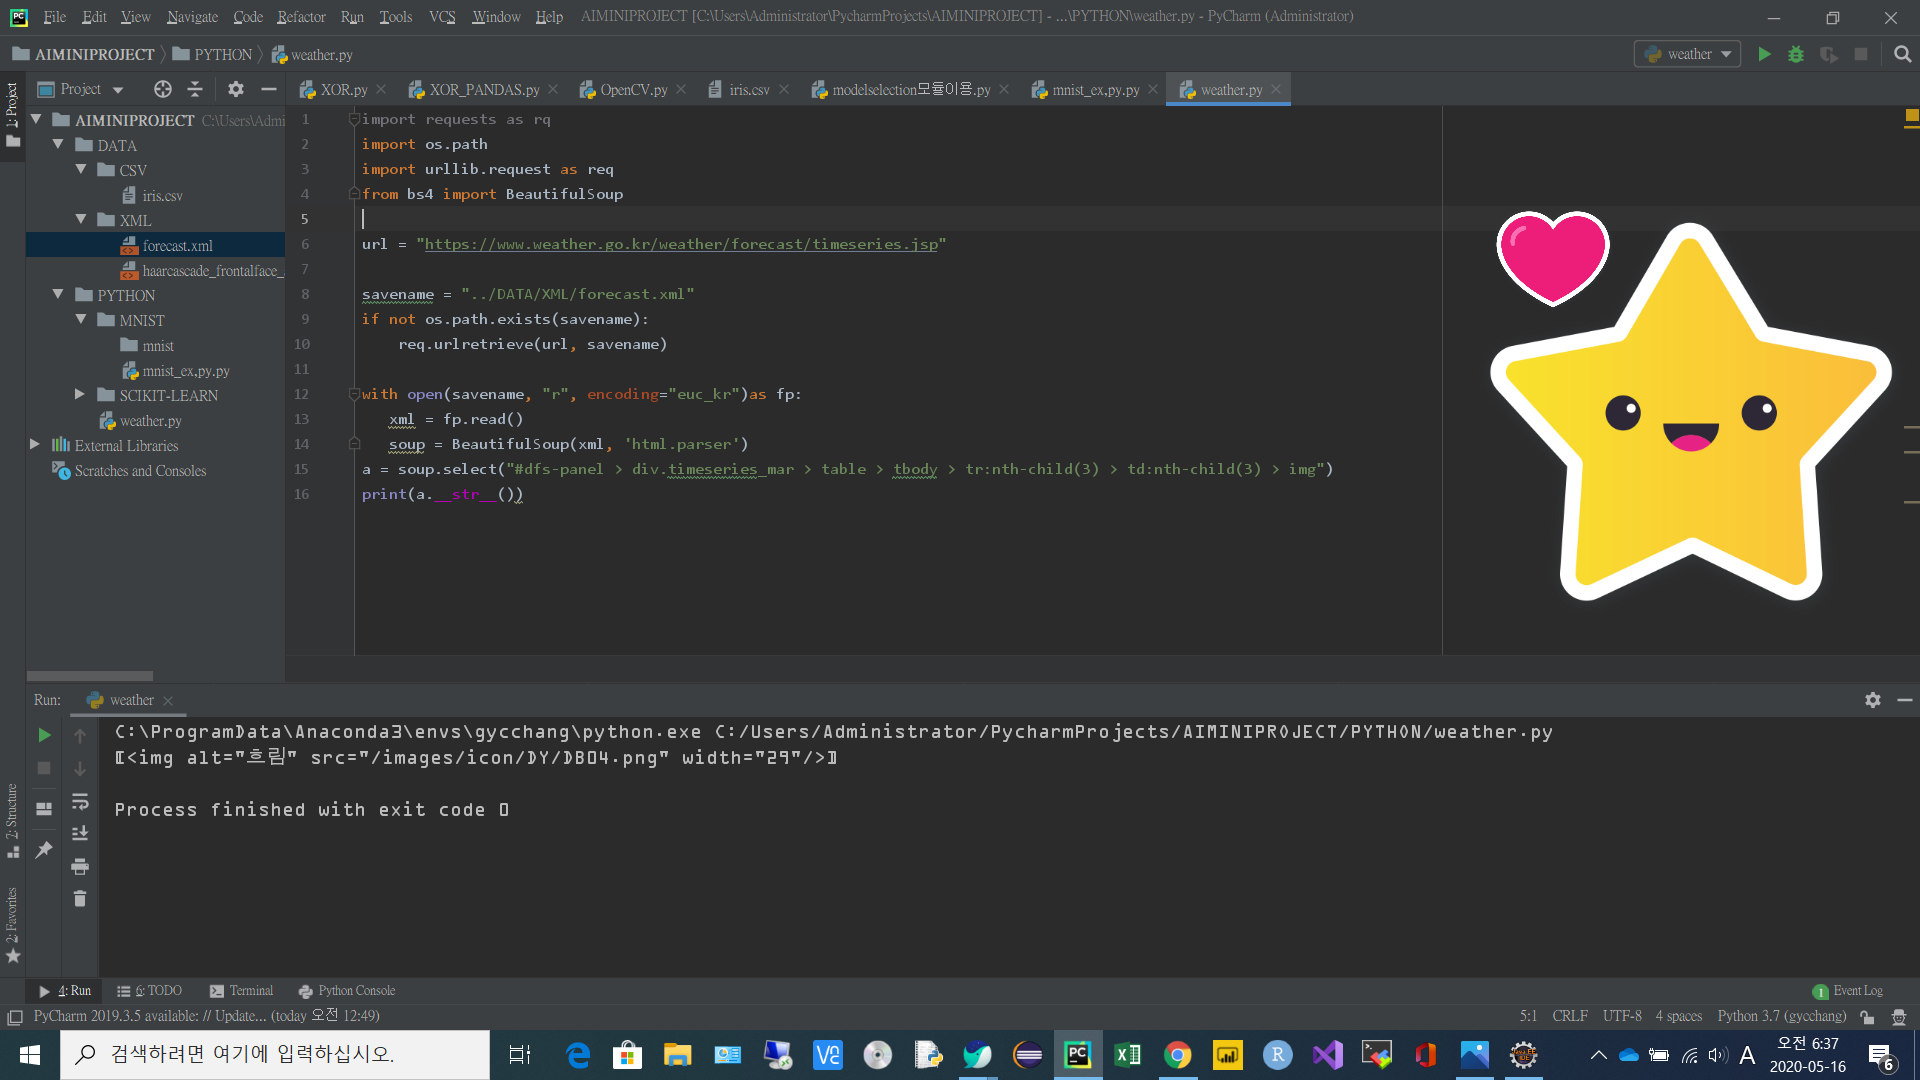 PC File Edit View Navigate Code Refactor Run Tools VCS Window Help AIMINIPROJECT [C:\Users\Administrator\PycharmProjects\AIMINIPROJECT] - ...\PYTHON\weather.py - PyCharm (Administrator)
AIMINIPROJECT PYTHON weather.py weather
1: Project
Project
XOR.py XOR_PANDAS.py OpenCV.py iris.csv modelselection모듈이용.py mnist_ex,py.py weather.py
AIMINIPROJECT C:\Users\Admi
DATA
CSV
iris.csv
XML
forecast.xml
haarcascade_frontalface_
PYTHON
MNIST
mnist
mnist_ex,py.py
SCIKIT-LEARN
weather.py
External Libraries
Scratches and Consoles
1 import requests as rq
2 import os.path
3 import urllib.request as req
4 from bs4 import BeautifulSoup
5
6 url = "https://www.weather.go.kr/weather/forecast/timeseries.jsp"
7
8 savename = "../DATA/XML/forecast.xml"
9 if not os.path.exists(savename):
10 req.urlretrieve(url, savename)
11
12 with open(savename, "r", encoding="euc_kr")as fp:
13 xml = fp.read()
14 soup = BeautifulSoup(xml, 'html.parser')
15 a = soup.select("#dfs-panel > div.timeseries_mar > table > tbody > tr:nth-child(3) > td:nth-child(3) > img")
16 print(a.__str__())
Run: weather
C:\ProgramData\Anaconda3\envs\gycchang\python.exe C:/Users/Administrator/PycharmProjects/AIMINIPROJECT/PYTHON/weather.py
[<img alt="흐림" src="/images/icon/DY/DB04.png" width="29"/>]
Process finished with exit code 0
7: Structure
2: Favorites
4: Run 6: TODO Terminal Python Console Event Log
1
PyCharm 2019.3.5 available: // Update... (today 오전 12:49) 5:1 CRLF UTF-8 4 spaces Python 3.7 (gycchang)
검색하려면 여기에 입력하십시오.
PC
R
A
오전 6:37
2020-05-16
6